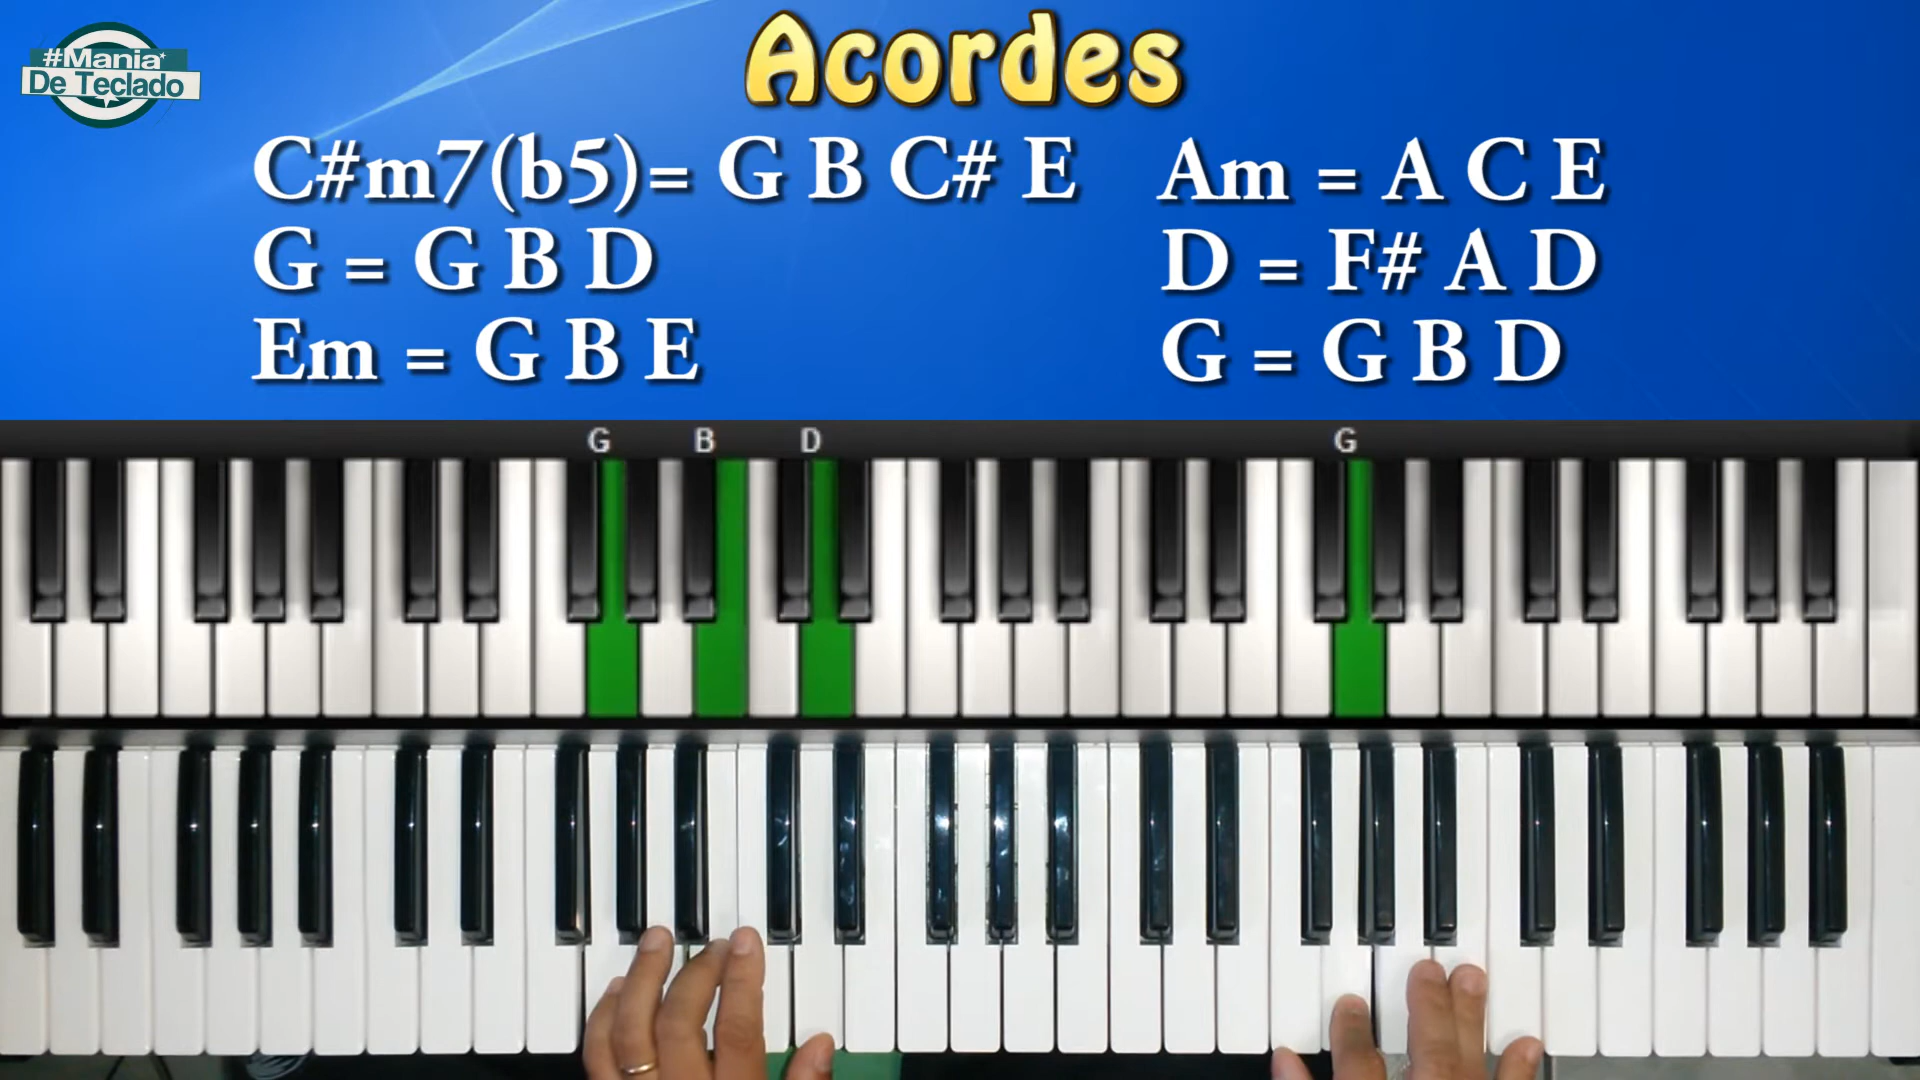 #Mania
De Teclado
Acordes
C#m7(b5)= G B C# E
G = G B D
Em = G B E
Am = A C E
D = F# A D
G = G B D
G B D G